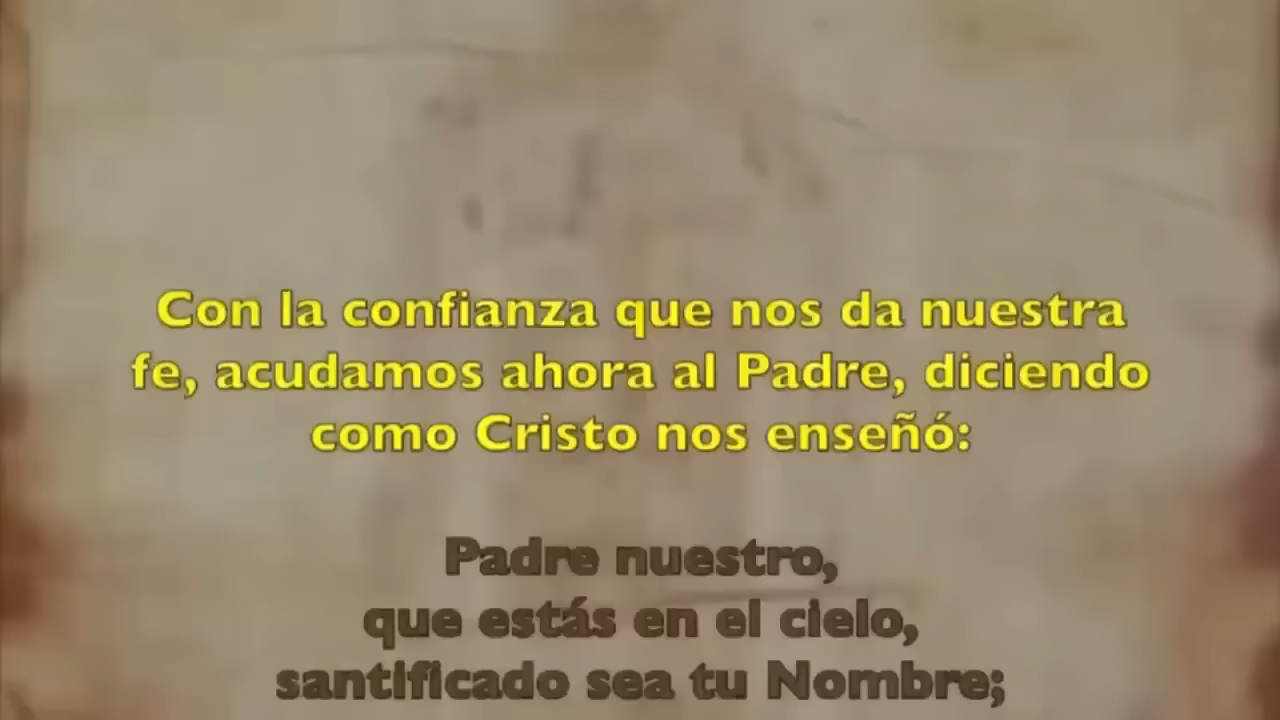 Con la confianza que nos da nuestra
fe, acudamos ahora al Padre, diciendo
como Cristo nos enseñó:
Padre nuestro,
que estás en el cielo,
santificado sea tu Nombre;